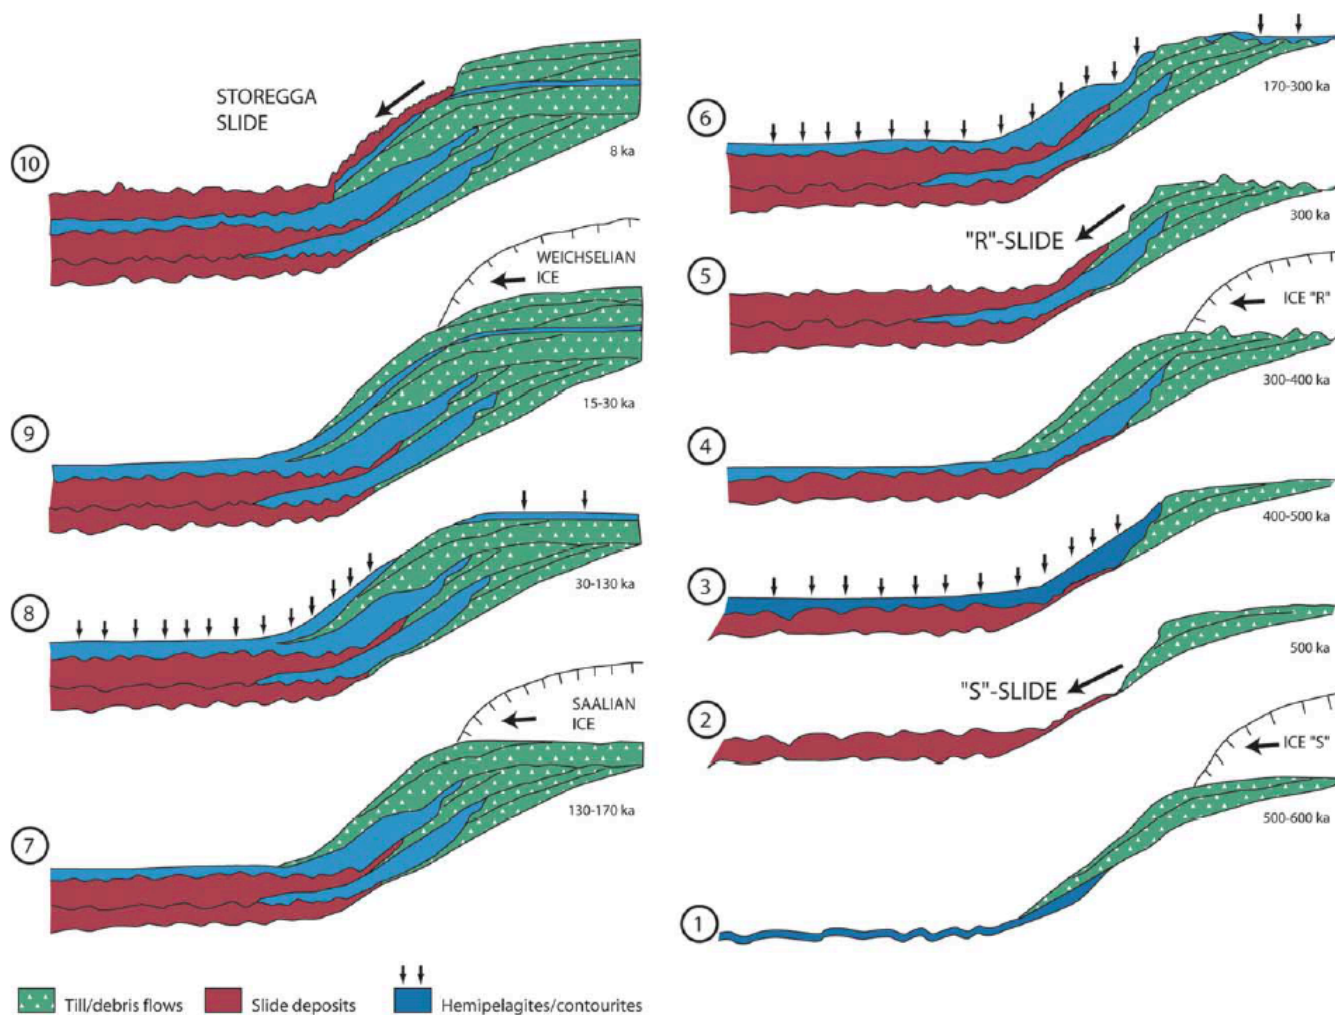 STOREGGA
SLIDE
10
8 ka
WEICHSELIAN
ICE
9
15-30 ka
8
30-130 ka
SAALIAN
ICE
7
130-170 ka
6
170-300 ka
"R"-SLIDE
5
300 ka
ICE "R"
4
300-400 ka
3
400-500 ka
"S"-SLIDE
2
500 ka
ICE "S"
1
500-600 ka
Till/debris flows
Slide deposits
Hemipelagites/contourites